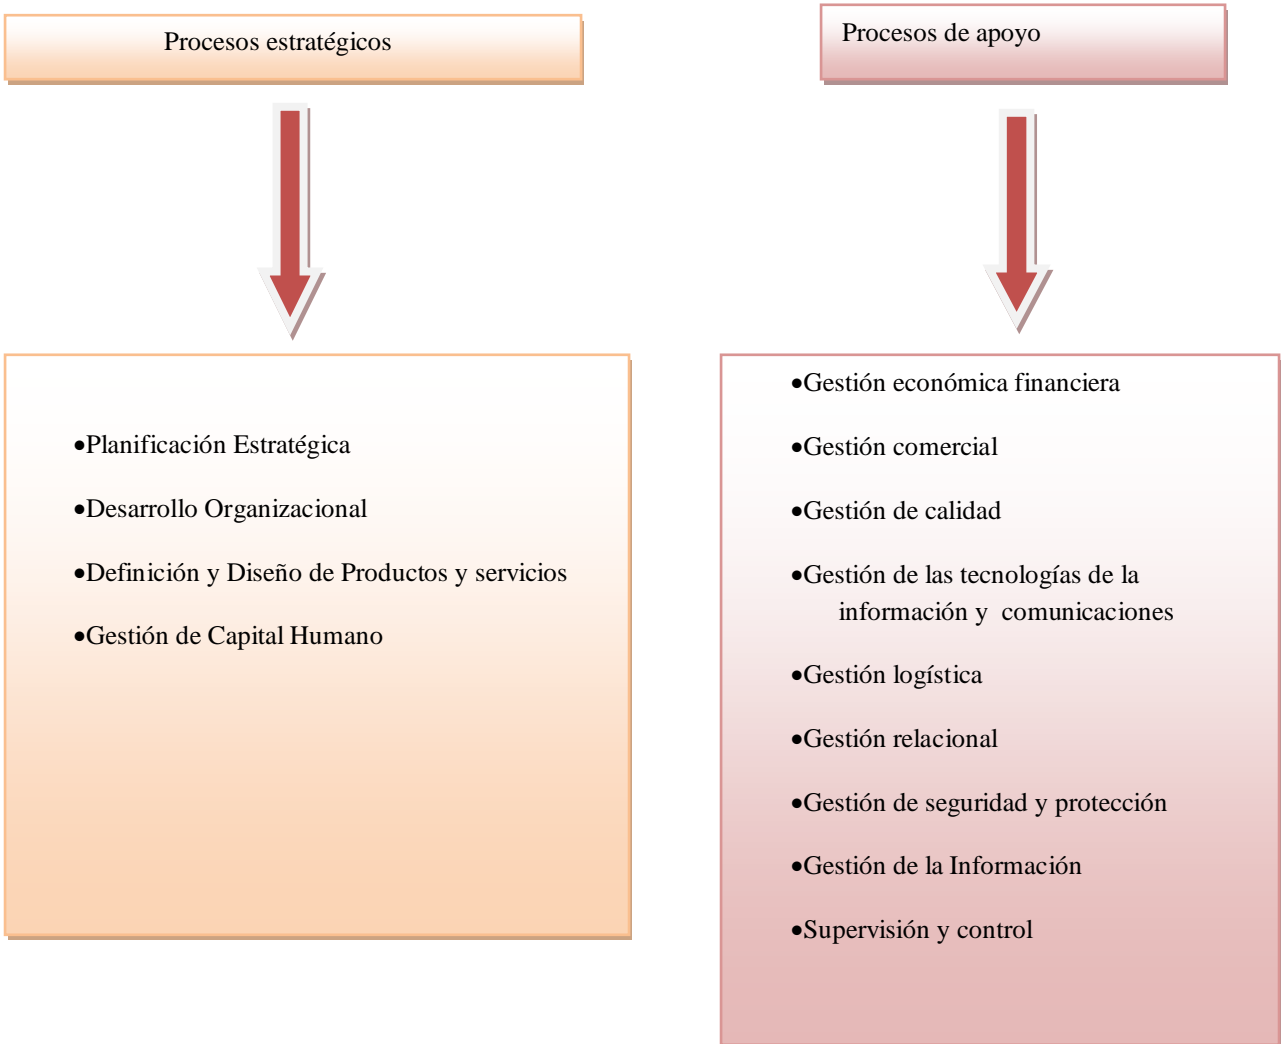 Procesos estratégicos
•Planificación Estratégica
•Desarrollo Organizacional
•Definición y Diseño de Productos y servicios
•Gestión de Capital Humano
Procesos de apoyo
•Gestión económica financiera
•Gestión comercial
•Gestión de calidad
•Gestión de las tecnologías de la
información y comunicaciones
•Gestión logística
•Gestión relacional
•Gestión de seguridad y protección
•Gestión de la Información
•Supervisión y control